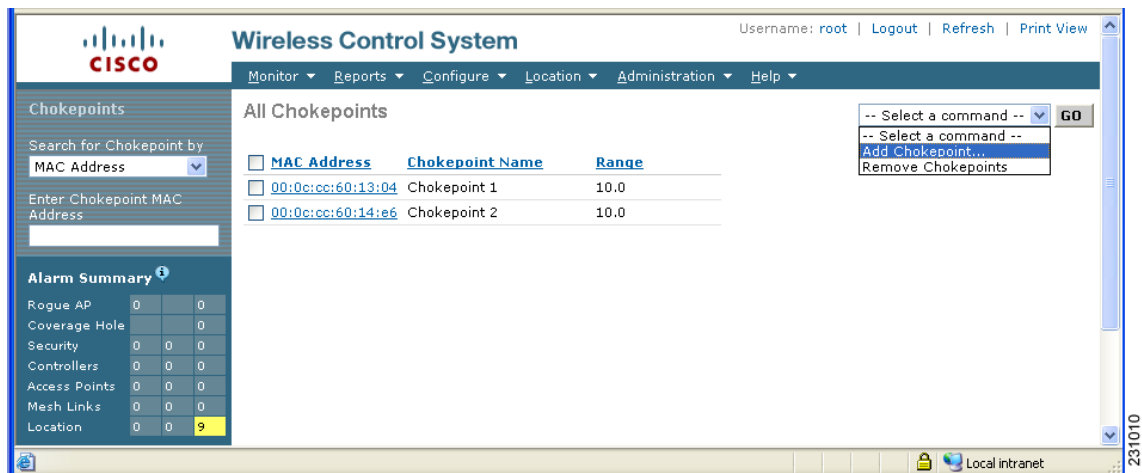 Username: root | Logout | Refresh | Print View
CISCO
Wireless Control System
Monitor Reports Configure Location Administration Help
Chokepoints
Search for Chokepoint by
MAC Address
Enter Chokepoint MAC
Address
Alarm Summary
Rogue AP 0 0
Coverage Hole 0
Security 0 0 0
Controllers 0 0 0
Access Points 0 0 0
Mesh Links 0 0 0
Location 0 0 9
All Chokepoints
-- Select a command -- GO
-- Select a command --
Add Chokepoint...
Remove Chokepoints
MAC Address Chokepoint Name Range
00:0c:cc:60:13:04 Chokepoint 1 10.0
00:0c:cc:60:14:e6 Chokepoint 2 10.0
Local intranet
231010